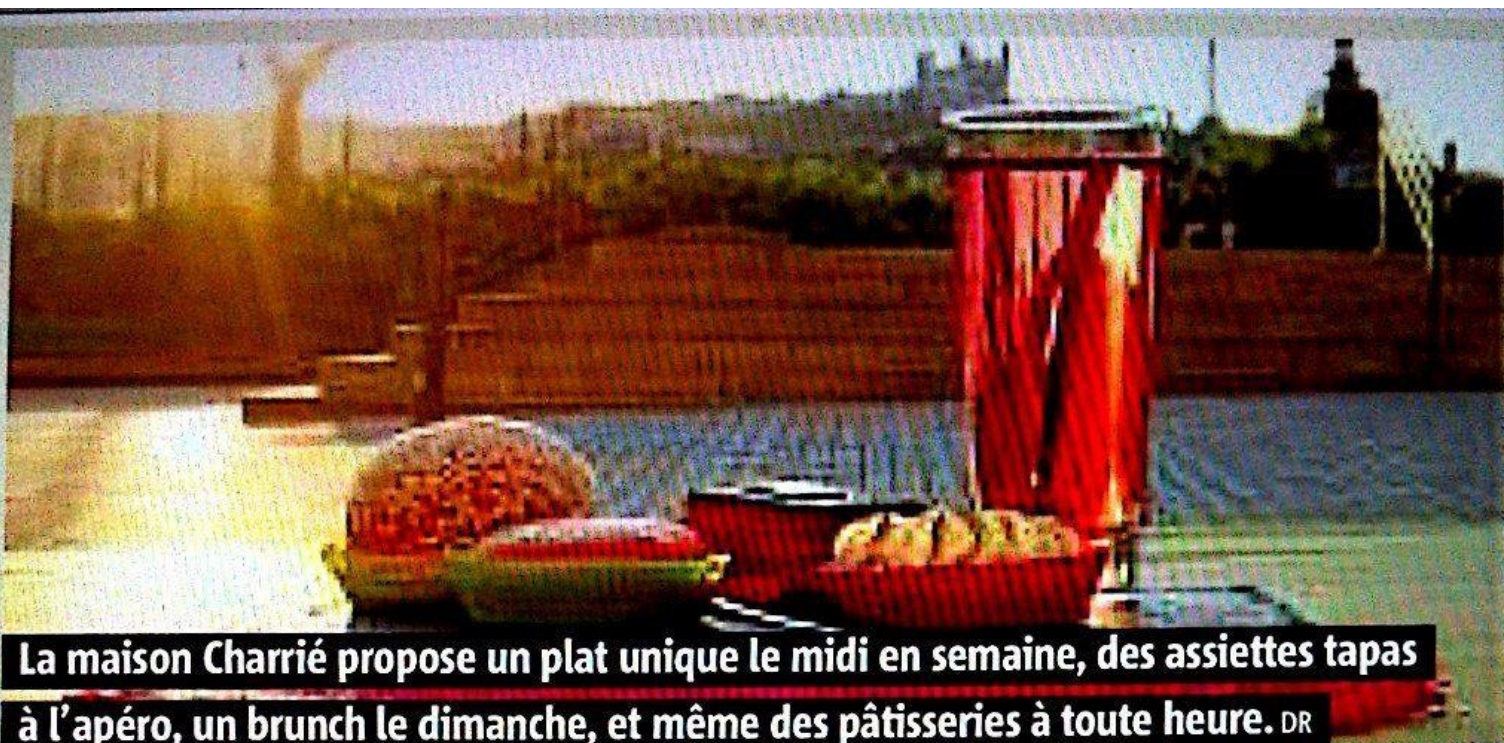 La maison Charrié propose un plat unique le midi en semaine, des assiettes tapas
à l’apéro, un brunch le dimanche, et même des pâtisseries à toute heure. DR